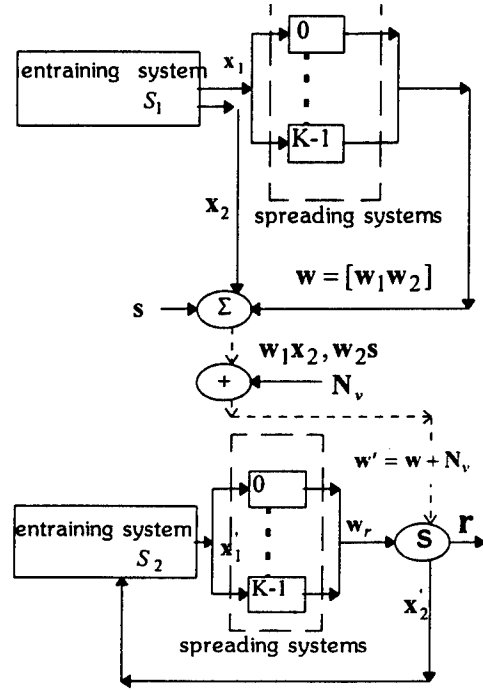 0
entraining system
x₁
S₁
K-1
x₂
spreading systems
w = [w₁w₂]
s
Σ
w₁x₂, w₂s
+
Nᵥ
w' = w + Nᵥ
0
entraining system
x₁'
wᵣ
S
r
S₂
K-1
x₂'
spreading systems